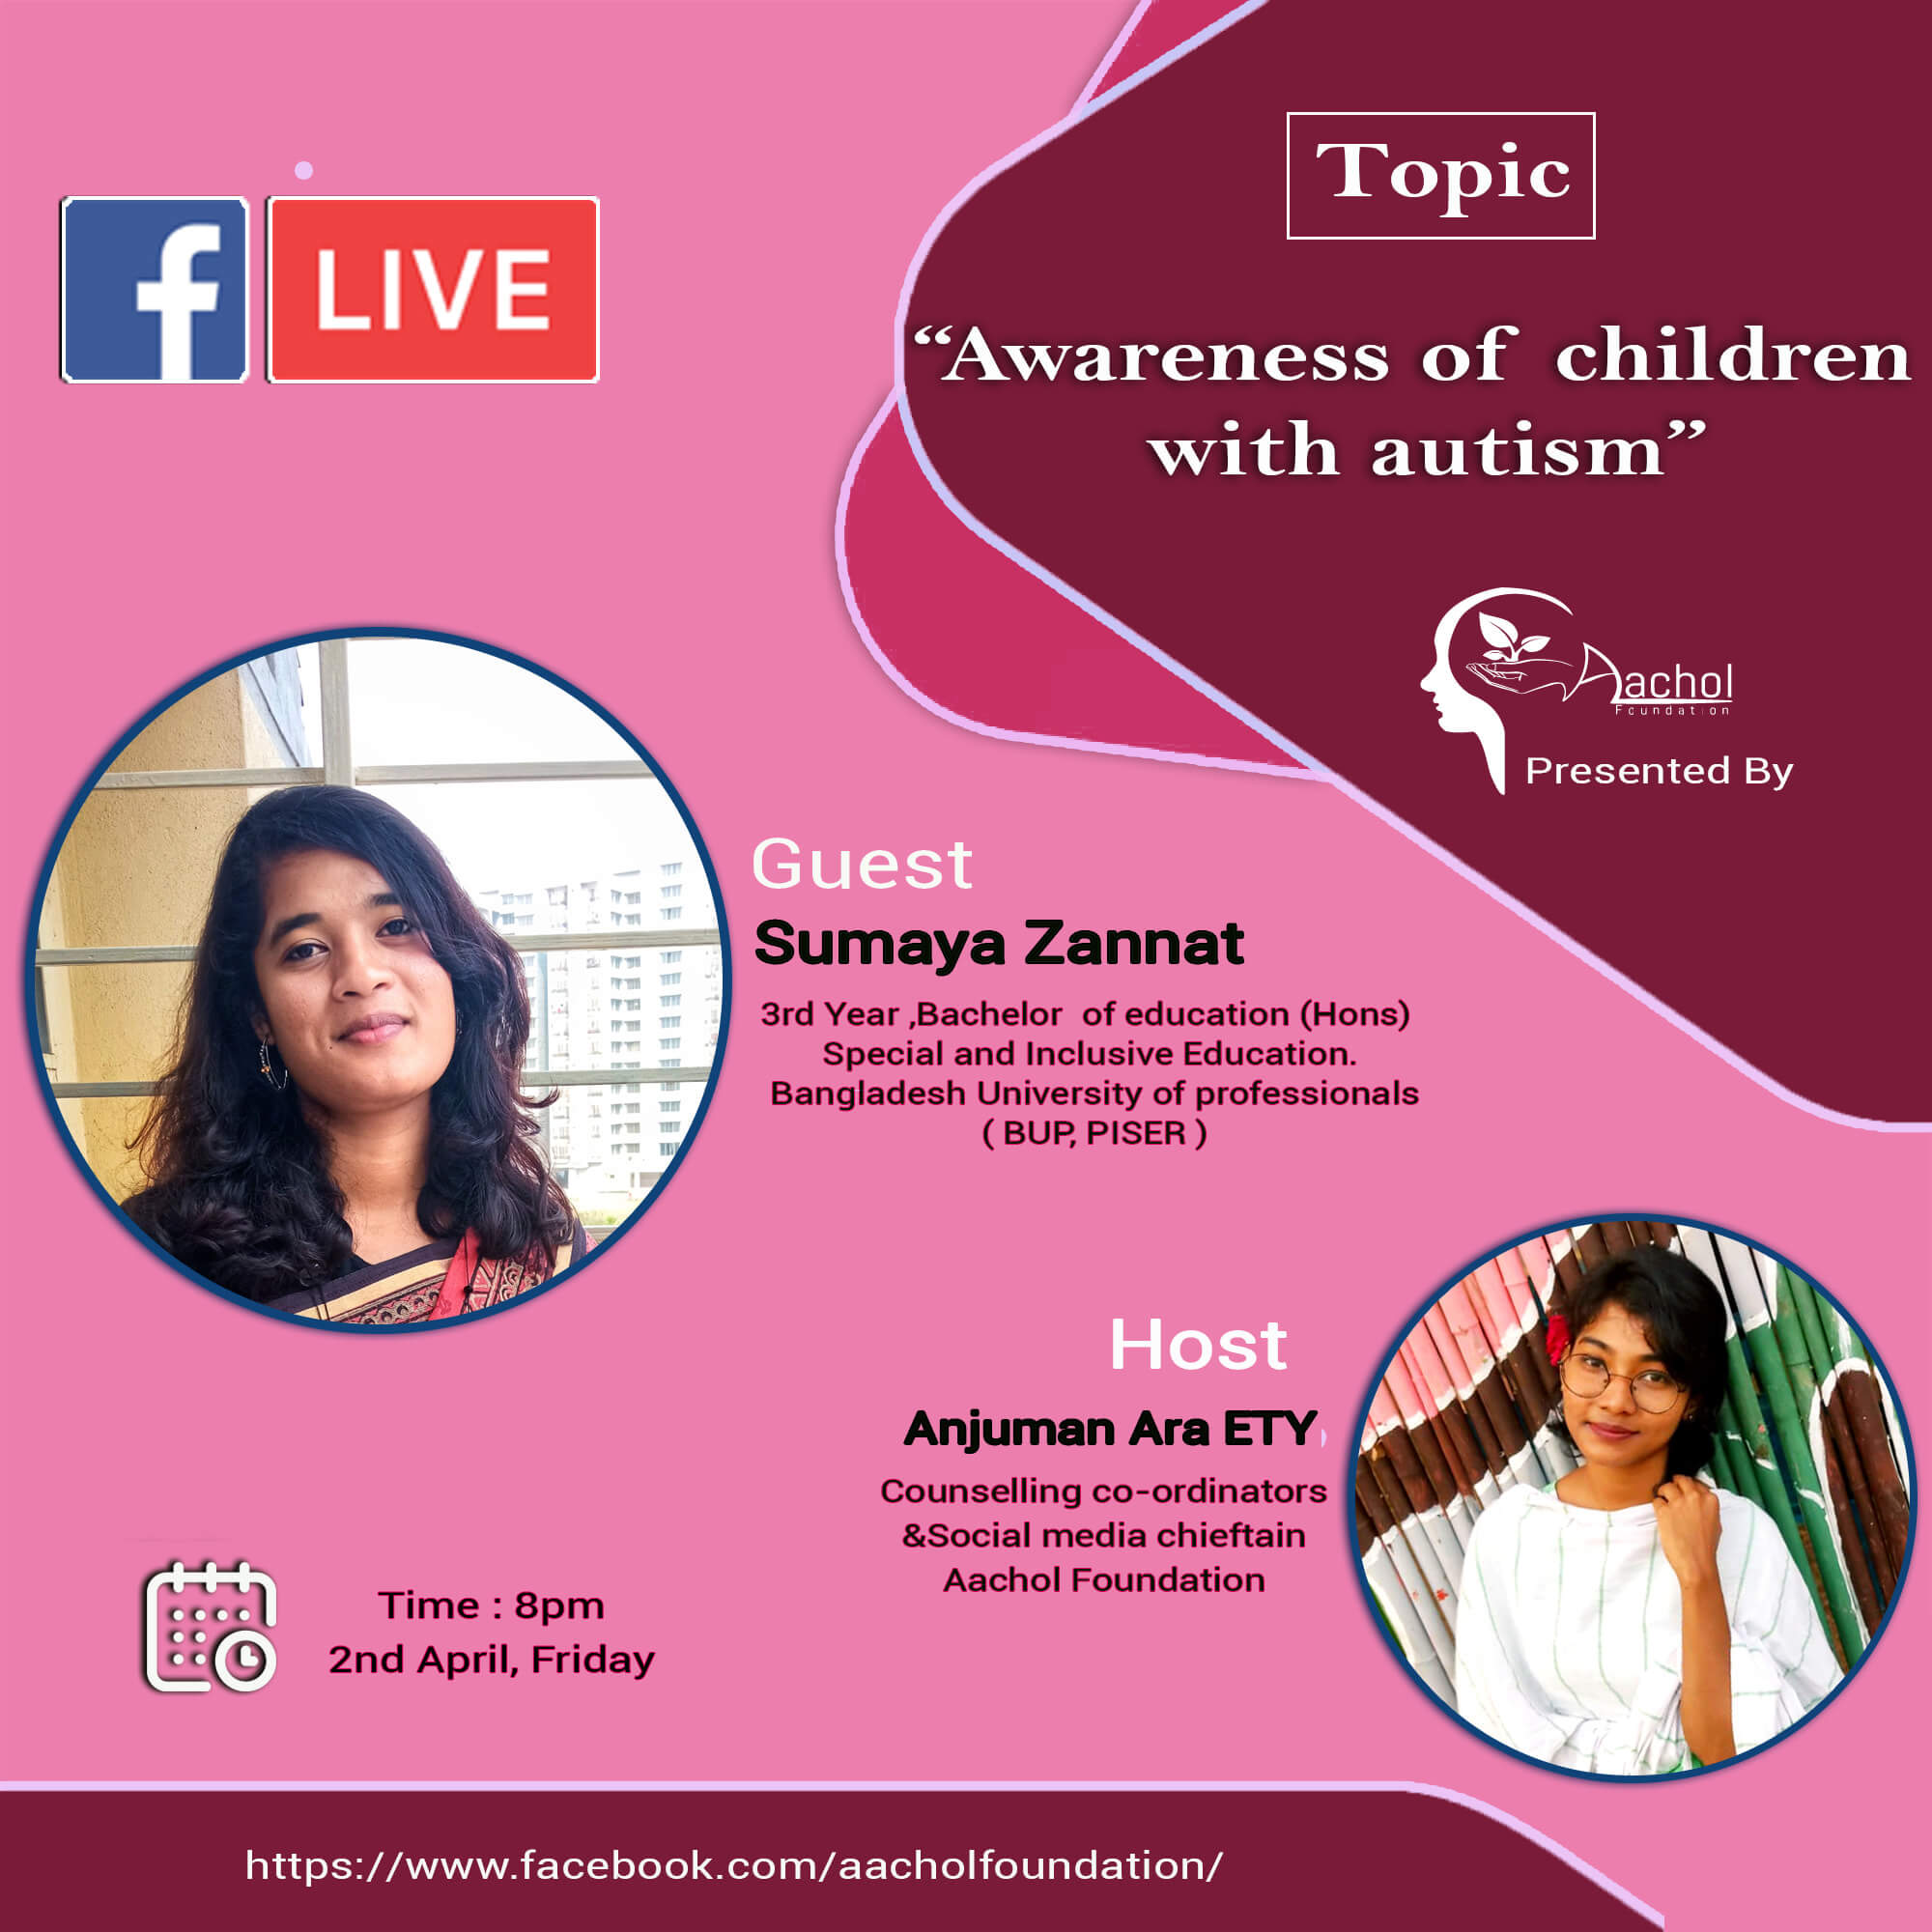 f LIVE
Topic
“Awareness of children
with autism”
Aachol
Foundation
Presented By
Guest
Sumaya Zannat
3rd Year ,Bachelor of education (Hons)
Special and Inclusive Education.
Bangladesh University of professionals
( BUP, PISER )
Host
Anjuman Ara ETY
Counselling co-ordinators
&Social media chieftain
Aachol Foundation
Time : 8pm
2nd April, Friday
https://www.facebook.com/aacholfoundation/